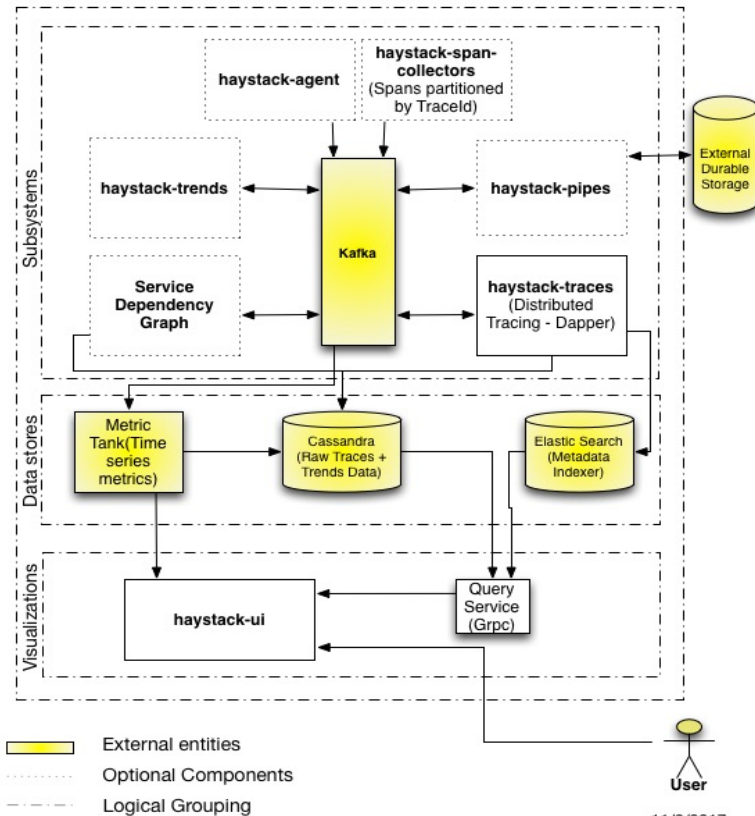 Subsystems
haystack-agent
haystack-span-
collectors
(Spans partitioned
by TraceId)
haystack-trends
Kafka
haystack-pipes
External
Durable
Storage
Service
Dependency
Graph
haystack-traces
(Distributed
Tracing - Dapper)
Data stores
Metric
Tank(Time
series
metrics)
Cassandra
(Raw Traces +
Trends Data)
Elastic Search
(Metadata
Indexer)
Visualizations
haystack-ui
Query
Service
(Grpc)
User
External entities
Optional Components
Logical Grouping